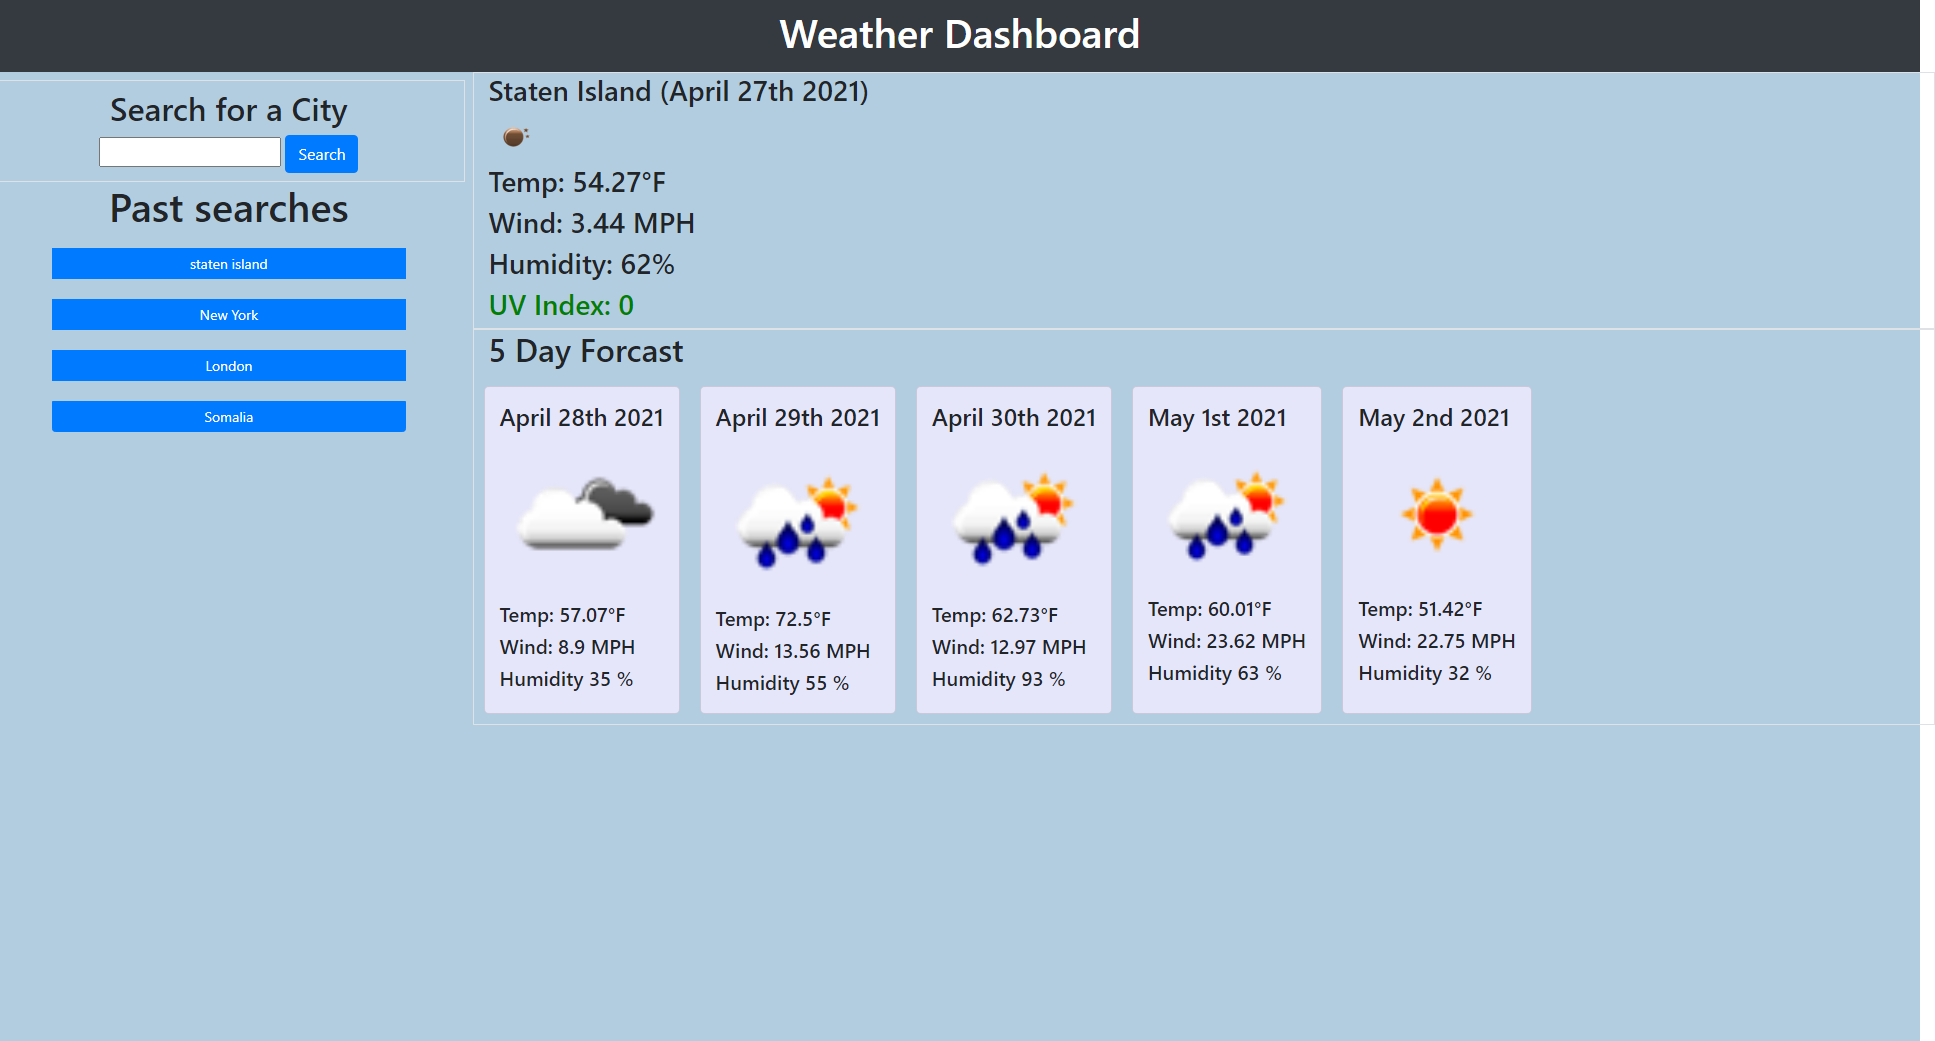 Weather Dashboard
Search for a City
Search
Past searches
staten island
New York
London
Somalia
Staten Island (April 27th 2021)
Temp: 54.27°F
Wind: 3.44 MPH
Humidity: 62%
UV Index: 0
5 Day Forcast
April 28th 2021
Temp: 57.07°F
Wind: 8.9 MPH
Humidity 35 %
April 29th 2021
Temp: 72.5°F
Wind: 13.56 MPH
Humidity 55 %
April 30th 2021
Temp: 62.73°F
Wind: 12.97 MPH
Humidity 93 %
May 1st 2021
Temp: 60.01°F
Wind: 23.62 MPH
Humidity 63 %
May 2nd 2021
Temp: 51.42°F
Wind: 22.75 MPH
Humidity 32 %